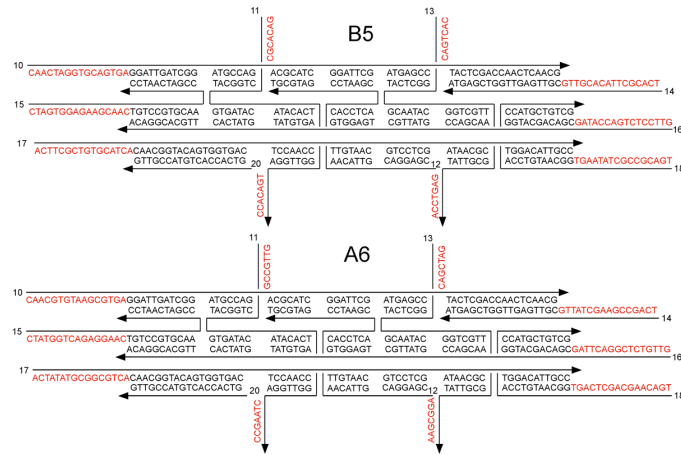 11 CGCACAG 13 CAGTCAC
B5
10
CAACTAGGTGCAGTGAGGATTGATCGG ATGCCAG ACGCATC GGATTCG ATGAGCC TACTCGACCAACTCAACG
CCTAACTAGCC TACGGTC TGCGTAG CCTAAGC TACTCGG ATGAGCTGGTTGAGTTGCGTTGCACATTCGCACT
14
15
CTAGTGGAGAAGCAACTGTCCGTGCAA GTGATAC ATACACT CACCTCA GCAATAC GGTCGTT CCATGCTGTCG
ACAGGCACGTT CACTATG TATGTGA GTGGAGT CGTTATG CCAGCAA GGTACGACAGCGATACCAGTCTCCTTG
16
17
ACTTCGCTGTGCATCACAACGGTACAGTGGTGAC TCCAACC TTGTAAC GTCCTCG ATAACGC TGGACATTGCC
GTTGCCATGTCACCACTG 20 AGGTTGG AACATTG CAGGAGC 12 TATTGCG ACCTGTAACGGTGAATATCGCCGCAGT
18
CCACAGT ACCTGAG
11 GCCGTTG 13 CAGCTAG
A6
10
CAACGTGTAAGCGTGAGGATTGATCGG ATGCCAG ACGCATC GGATTCG ATGAGCC TACTCGACCAACTCAACG
CCTAACTAGCC TACGGTC TGCGTAG CCTAAGC TACTCGG ATGAGCTGGTTGAGTTGCGTTATCGAAGCCGACT
14
15
CTATGGTCAGAGGAACTGTCCGTGCAA GTGATAC ATACACT CACCTCA GCAATAC GGTCGTT CCATGCTGTCG
ACAGGCACGTT CACTATG TATGTGA GTGGAGT CGTTATG CCAGCAA GGTACGACAGCGATTCAGGCTCTGTTG
16
17
ACTATATGCGGCGTCACAACGGTACAGTGGTGAC TCCAACC TTGTAAC GTCCTCG ATAACGC TGGACATTGCC
GTTGCCATGTCACCACTG 20 AGGTTGG AACATTG CAGGAGC 12 TATTGCG ACCTGTAACGGTGACTCGACGAACAGT
18
CCGAATC AAGCGGA